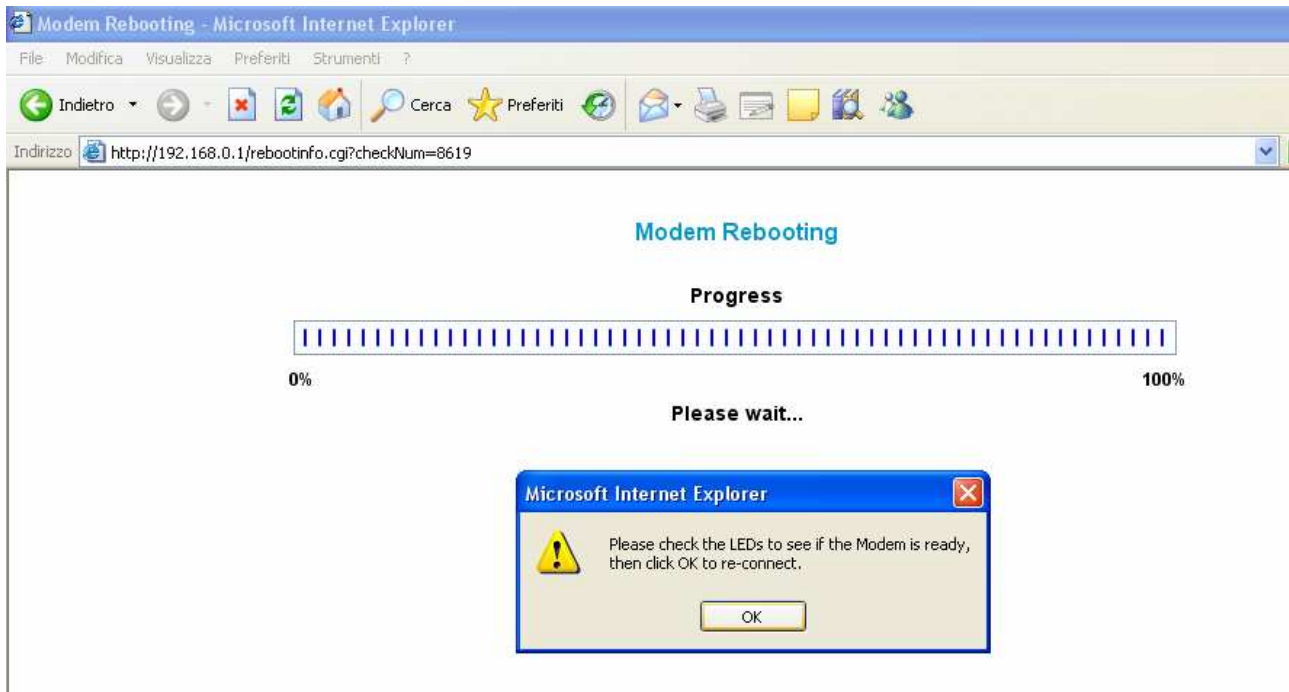 Modem Rebooting - Microsoft Internet Explorer
File Modifica Visualizza Preferiti Strumenti ?
Indietro Cerca Preferiti
Indirizzo http://192.168.0.1/rebootinfo.cgi?checkNum=8619
Modem Rebooting
Progress
0% 100%
Please wait...
Microsoft Internet Explorer
Please check the LEDs to see if the Modem is ready,
then click OK to re-connect.
OK